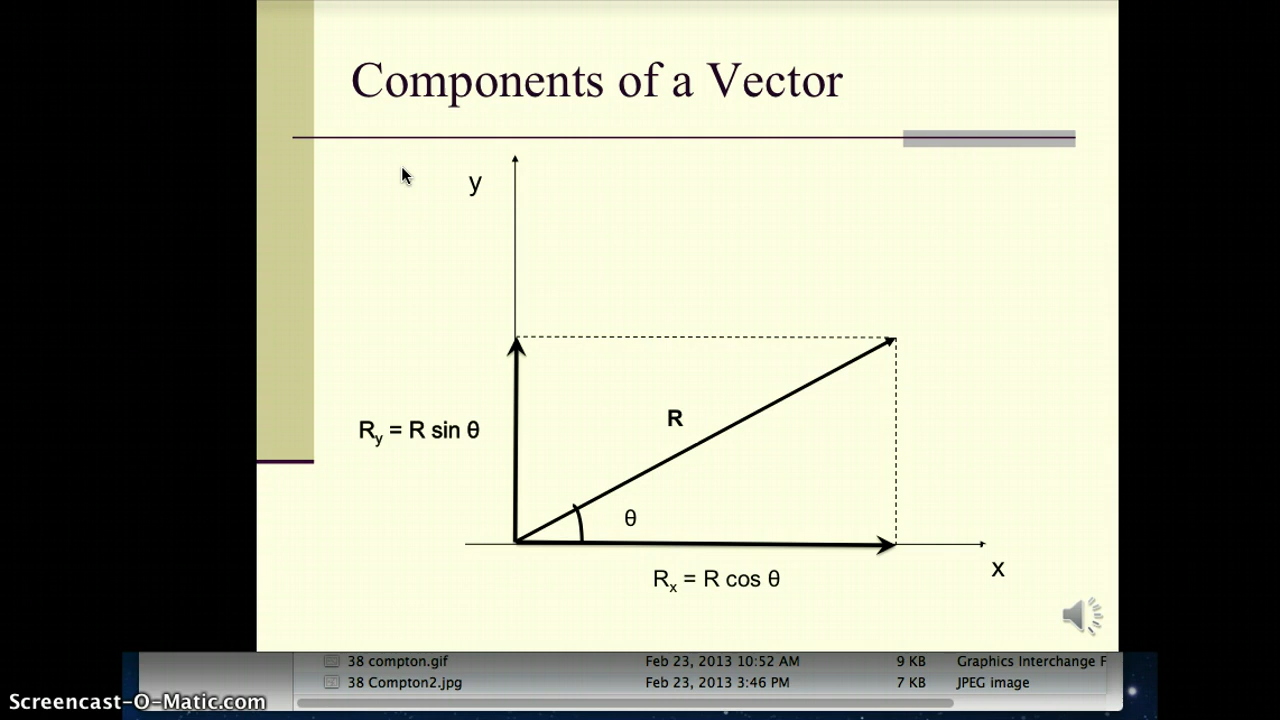 Components of a Vector
y
R
Ry = R sin θ
θ
x
Rx = R cos θ
38 compton.gif Feb 23, 2013 10:52 AM 9 KB Graphics Interchange F
38 Compton2.jpg Feb 23, 2013 3:46 PM 7 KB JPEG image
Screencast-O-Matic.com